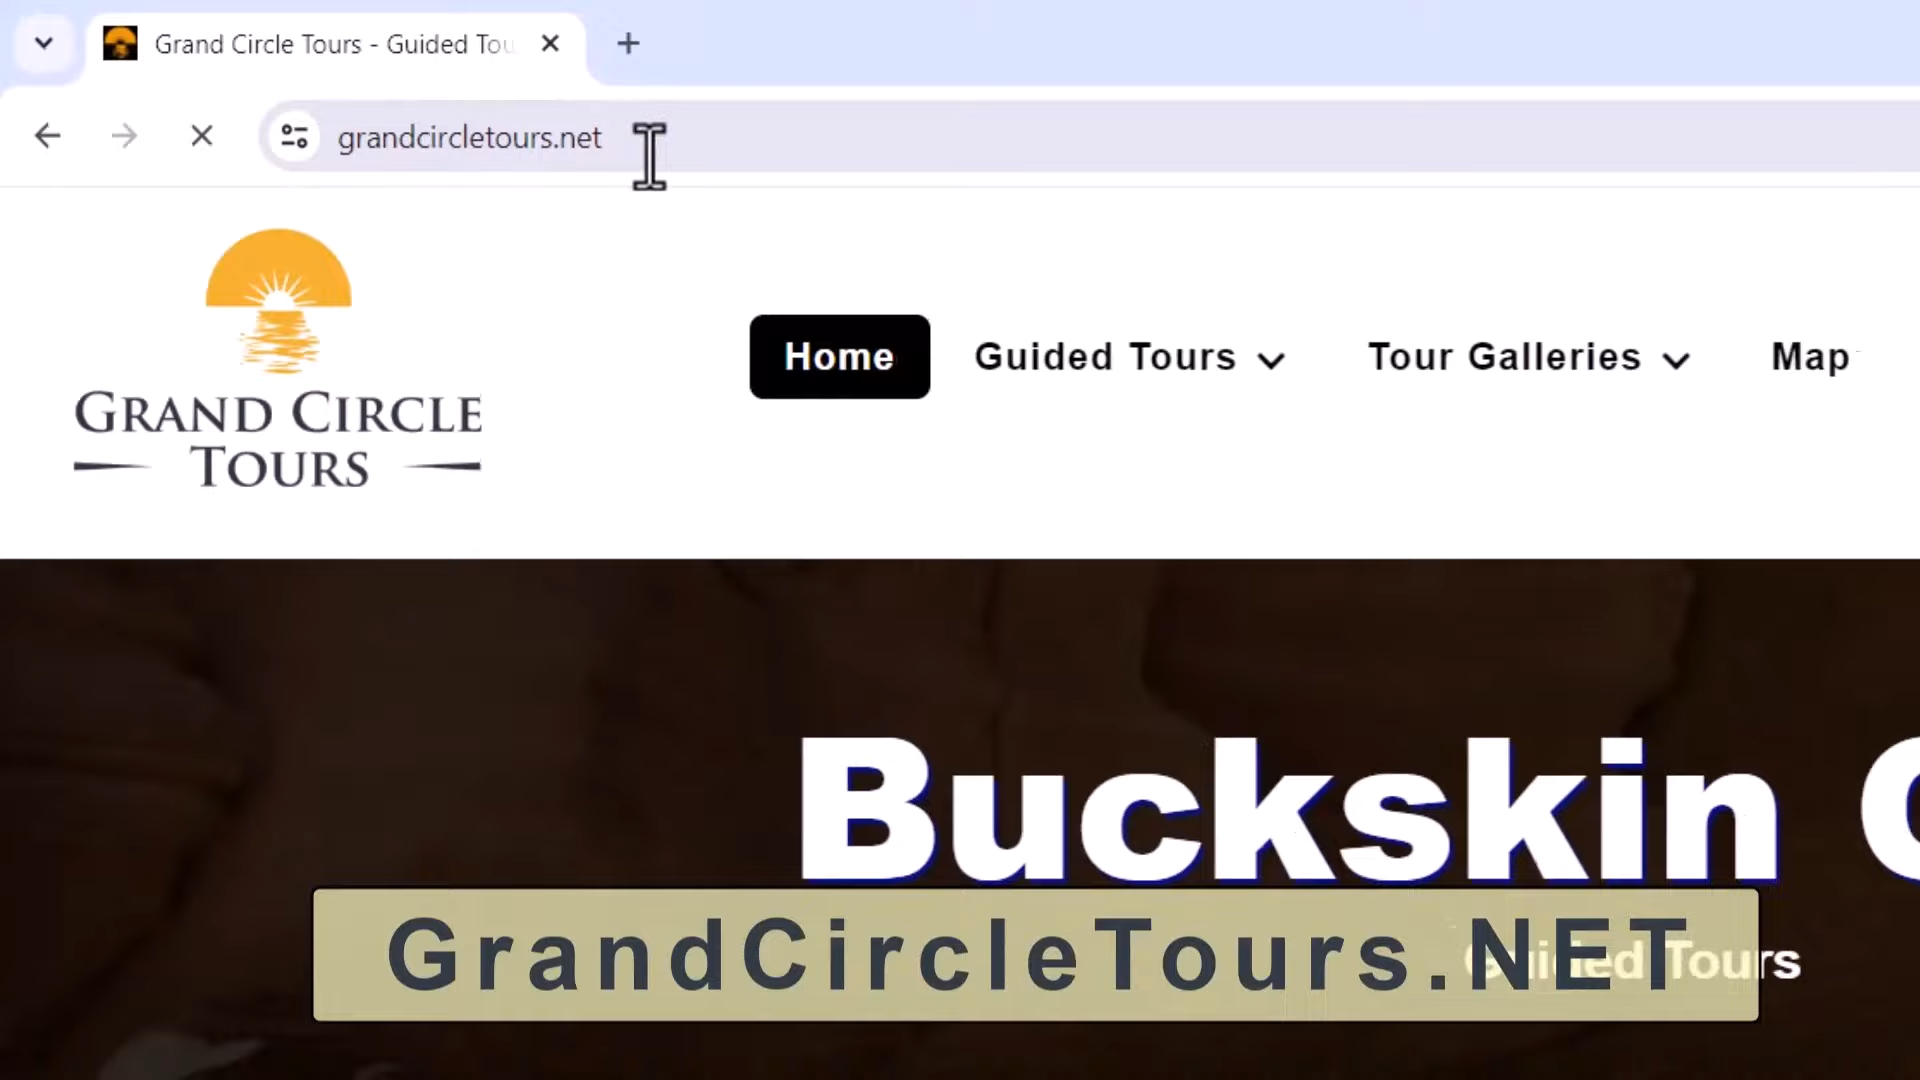 Grand Circle Tours - Guided Tou
grandcircletours.net
GRAND CIRCLE
TOURS
Home
Guided Tours
Tour Galleries
Map
Buckskin
GrandCircleTours.NET
Guided Tours